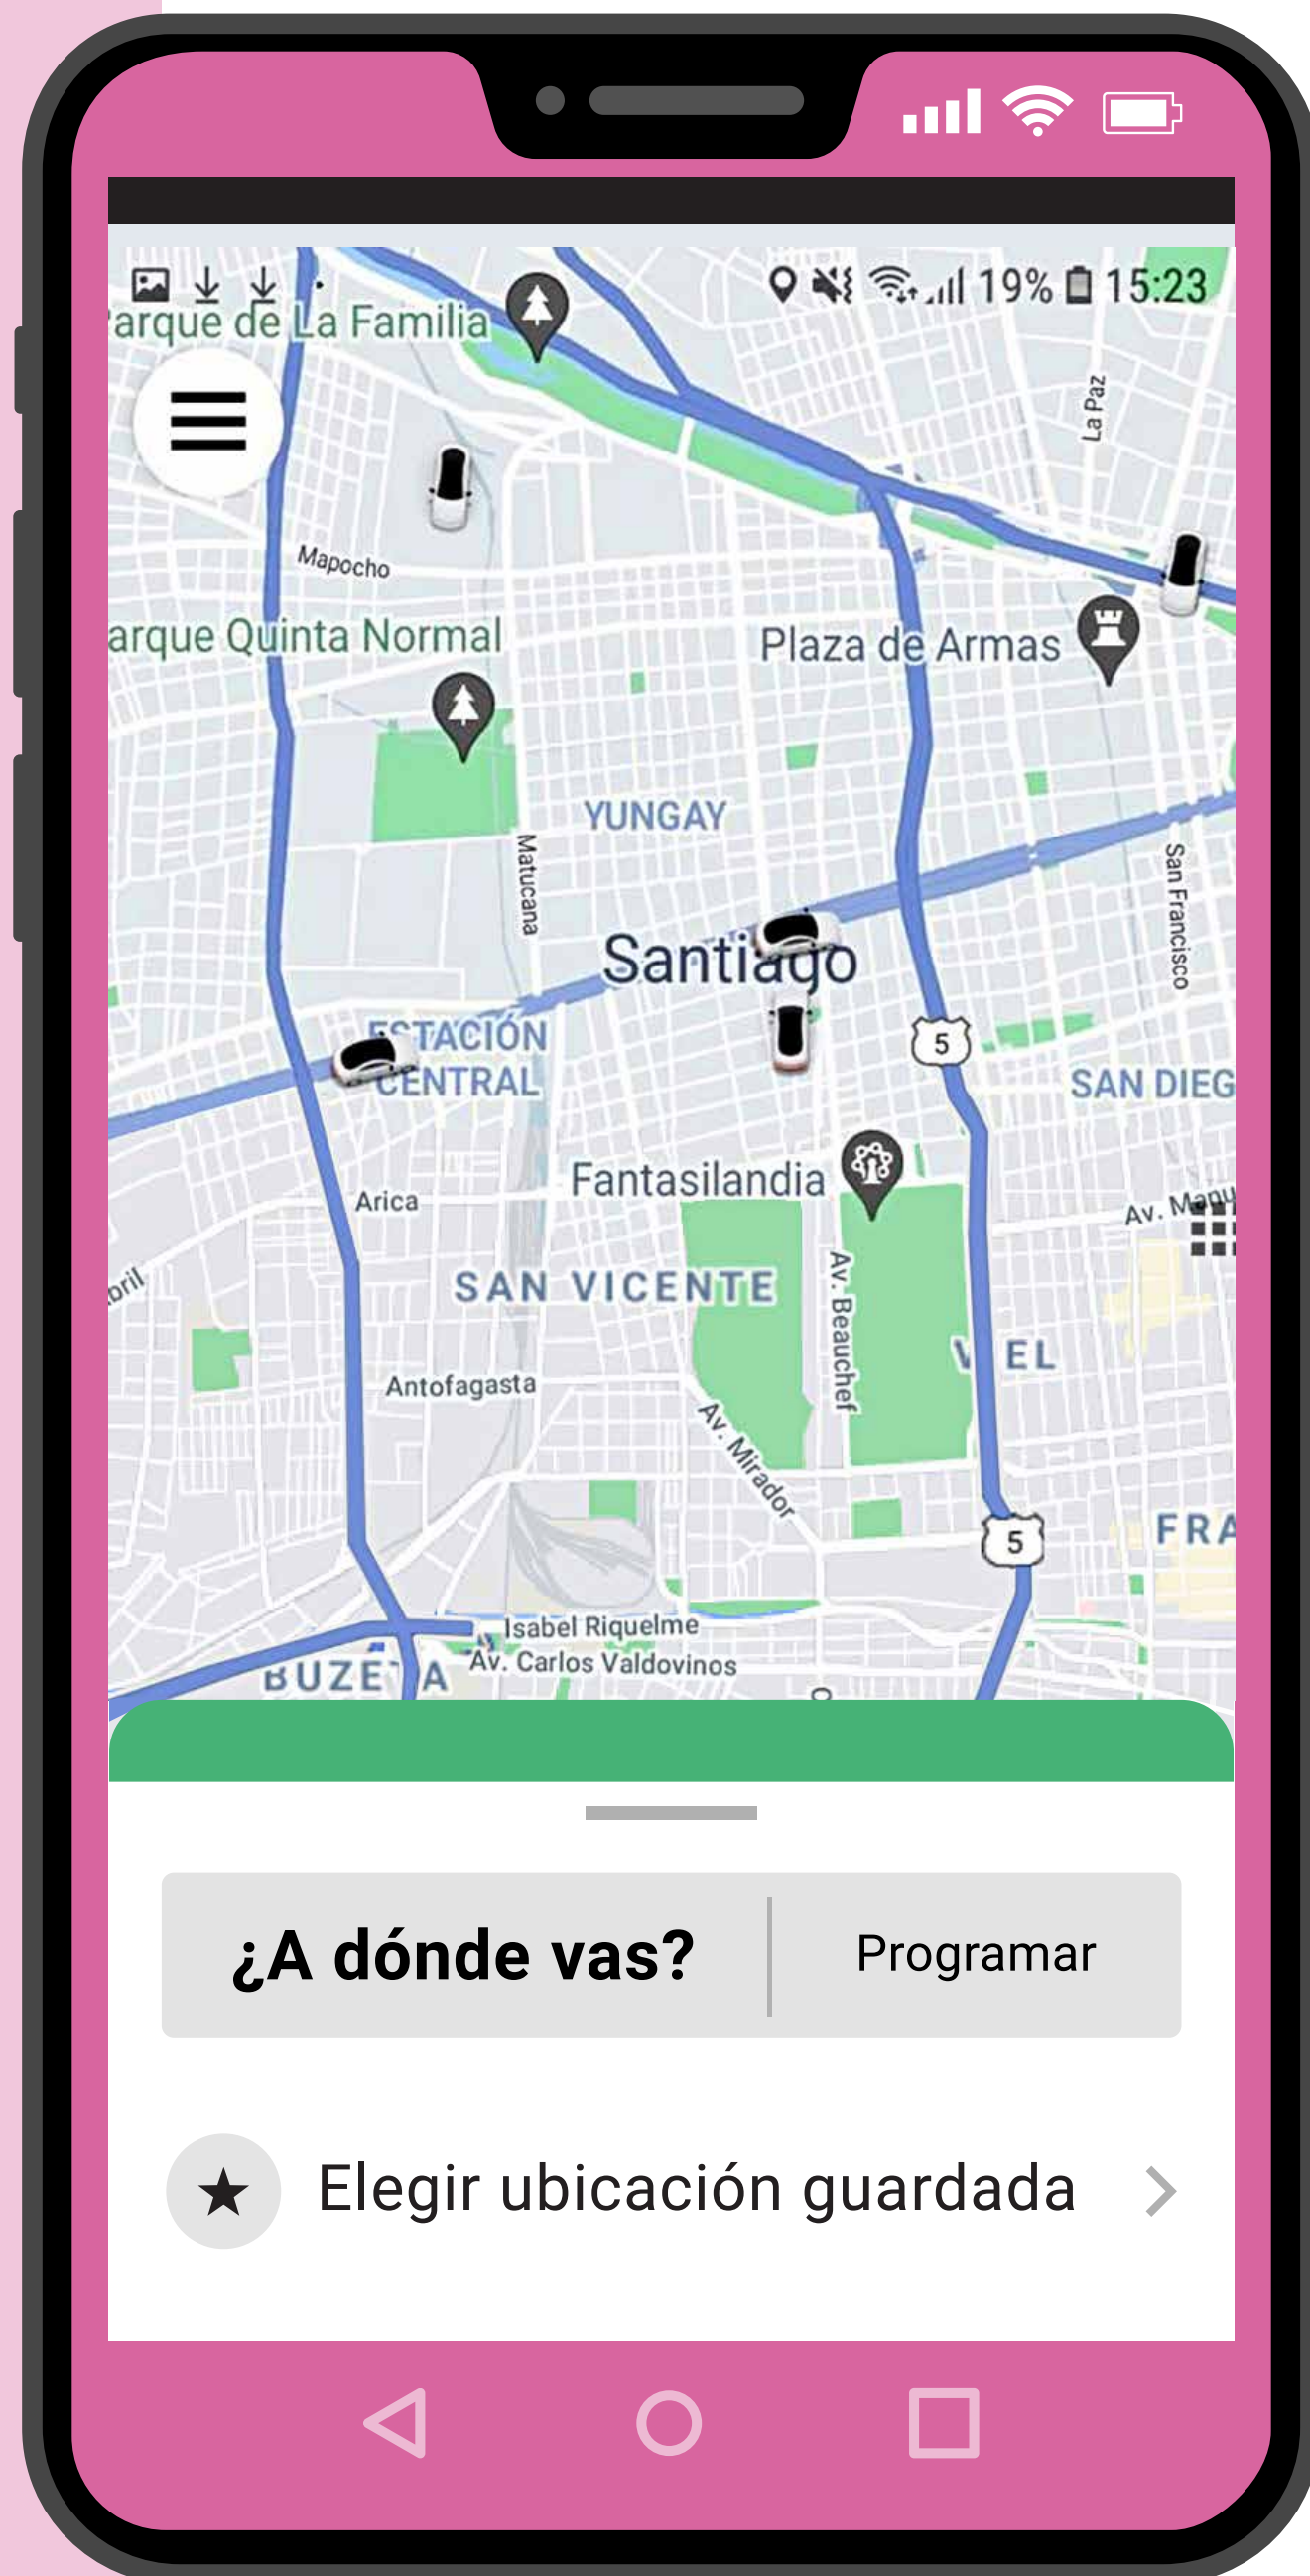 19% 15:23
arque de La Familia
La Paz
Mapocho
arque Quinta Normal
Plaza de Armas
YUNGAY
Matucana
San Francisco
Santiago
5
ESTACIÓN
CENTRAL
SAN DIEG
Fantasilandia
Arica
Av. Manu
bril
SAN VICENTE
Av. Beauchef
V EL
Antofagasta
Av. Mirador
5
FRA
Isabel Riquelme
BUZETA
Av. Carlos Valdovinos
¿A dónde vas?
Programar
Elegir ubicación guardada